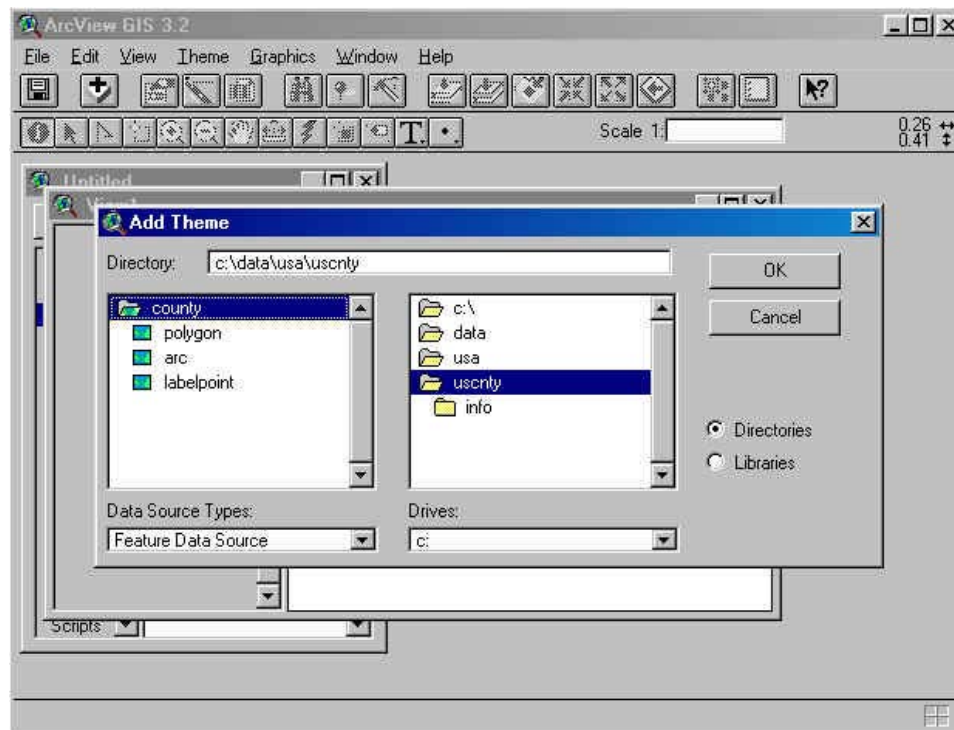 ArcView GIS 3.2
File Edit View Theme Graphics Window Help
Scale 1:
0.26
0.41
Untitled
View1
Add Theme
Directory: c:\data\usa\uscnty
OK
Cancel
county
polygon
arc
labelpoint
c:\
data
usa
uscnty
info
Directories
Libraries
Data Source Types:
Feature Data Source
Drives:
c:
Scripts